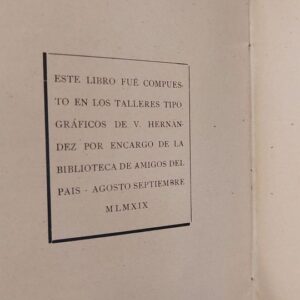 ESTE LIBRO FUÉ COMPUES-
TO EN LOS TALLERES TIPO
GRÁFICOS DE V. HERNÁN-
DEZ POR ENCARGO DE LA
BIBLIOTECA DE AMIGOS DEL
PAIS - AGOSTO SEPTIEMBRE
MLMXIX